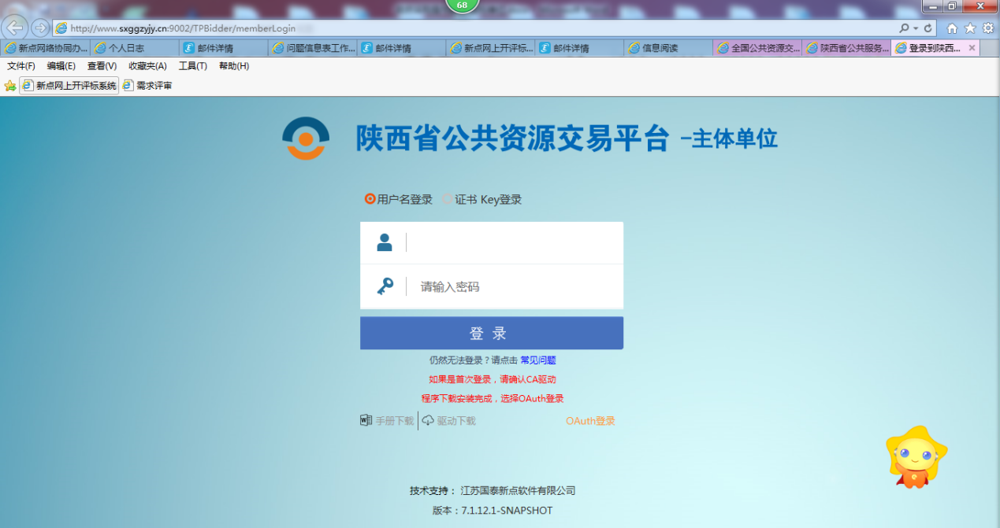 68
http://www.sxggzyjy.cn:9002/TPBidder/memberLogin
新点网络协同办... 个人日志 邮件详情 问题信息表工作... 邮件详情 新点网上开评标... 邮件详情 信息阅读 全国公共资源交... 陕西省公共服务... 登录到陕西...
文件(F) 编辑(E) 查看(V) 收藏夹(A) 工具(T) 帮助(H)
新点网上开评标系统 需求评审
陕西省公共资源交易平台 -主体单位
用户名登录 证书 Key登录
请输入密码
登 录
仍然无法登录？请点击 常见问题
如果是首次登录，请确认CA驱动
程序下载安装完成，选择OAuth登录
手册下载 驱动下载 OAuth登录
技术支持： 江苏国泰新点软件有限公司
版本：7.1.12.1-SNAPSHOT